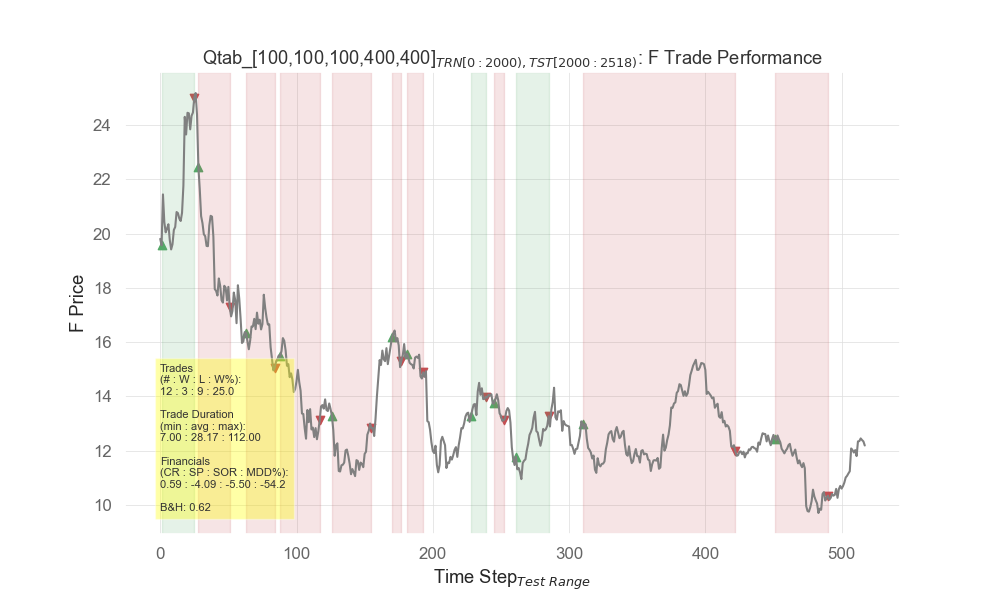 Qtab_[100,100,100,400,400]TRN[0 : 2000), TST[2000 : 2518): F Trade Performance
F Price
24
22
20
18
16
14
12
10
Trades
(# : W : L : W%):
12 : 3 : 9 : 25.0
Trade Duration
(min : avg : max):
7.00 : 28.17 : 112.00
Financials
(CR : SP : SOR : MDD%):
0.59 : -4.09 : -5.50 : -54.2
B&H: 0.62
0 100 200 300 400 500
Time Step Test Range